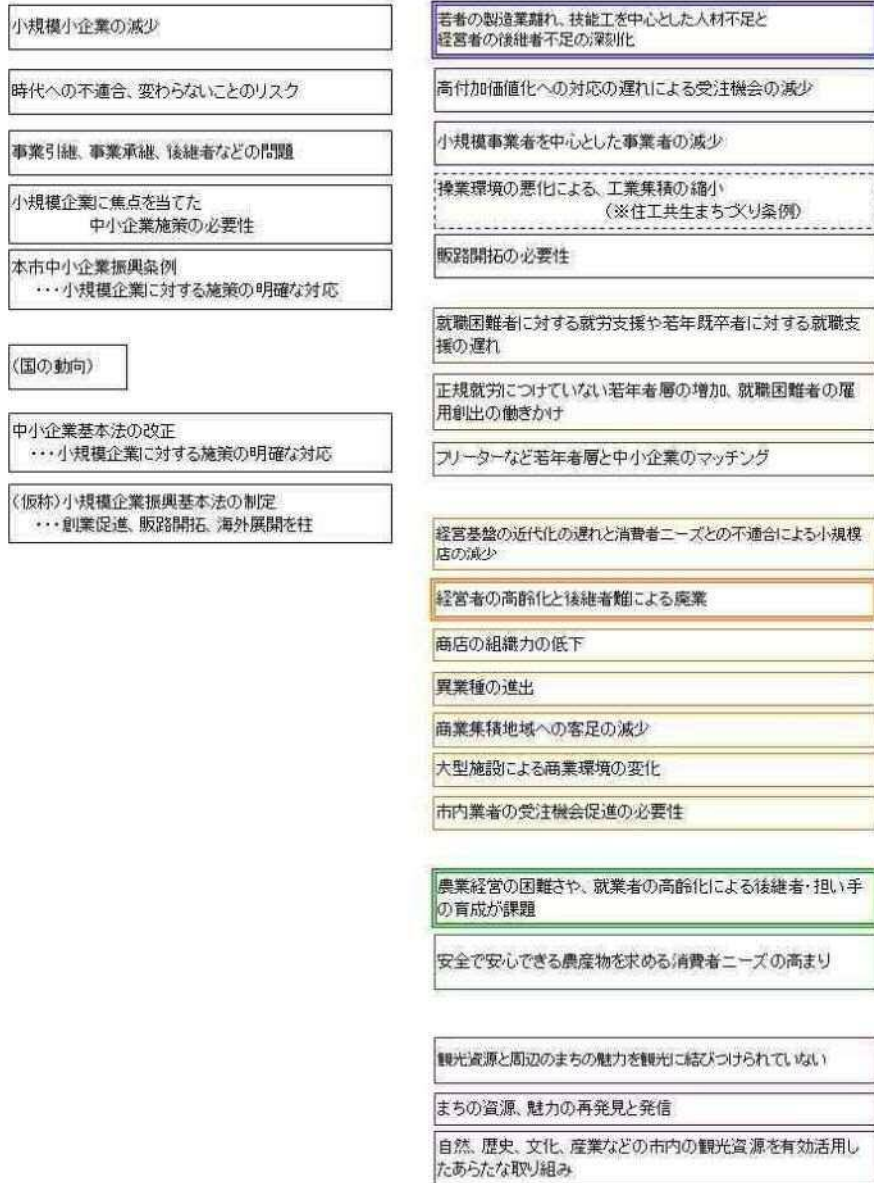 小規模小企業の減少
時代への不適合、変わらないことのリスク
事業引継、事業承継、後継者などの問題
小規模企業に焦点を当てた
中小企業施策の必要性
本市中小企業振興条例
・・・小規模企業に対する施策の明確な対応
（国の動向）
中小企業基本法の改正
・・・小規模企業に対する施策の明確な対応
（仮称）小規模企業振興基本法の制定
・・・創業促進、販路開拓、海外展開を柱
若者の製造業離れ、技能工を中心とした人材不足と
経営者の後継者不足の深刻化
高付加価値化への対応の遅れによる受注機会の減少
小規模事業者を中心とした事業者の減少
操業環境の悪化による、工業集積の縮小
（※住工共生まちづくり条例）
販路開拓の必要性
就職困難者に対する就労支援や若年既卒者に対する就職支
援の遅れ
正規就労につけていない若年者層の増加、就職困難者の雇
用創出の働きかけ
フリーターなど若年者層と中小企業のマッチング
経営基盤の近代化の遅れと消費者ニーズとの不適合による小規模
店の減少
経営者の高齢化と後継者難による廃業
商店の組織力の低下
異業種の進出
商業集積地域への客足の減少
大型施設による商業環境の変化
市内業者の受注機会促進の必要性
農業経営の困難さや、就業者の高齢化による後継者・担い手
の育成が課題
安全で安心できる農産物を求める消費者ニーズの高まり
観光資源と周辺のまちの魅力を観光に結びつけられていない
まちの資源、魅力の再発見と発信
自然、歴史、文化、産業などの市内の観光資源を有効活用し
たあらたな取り組み